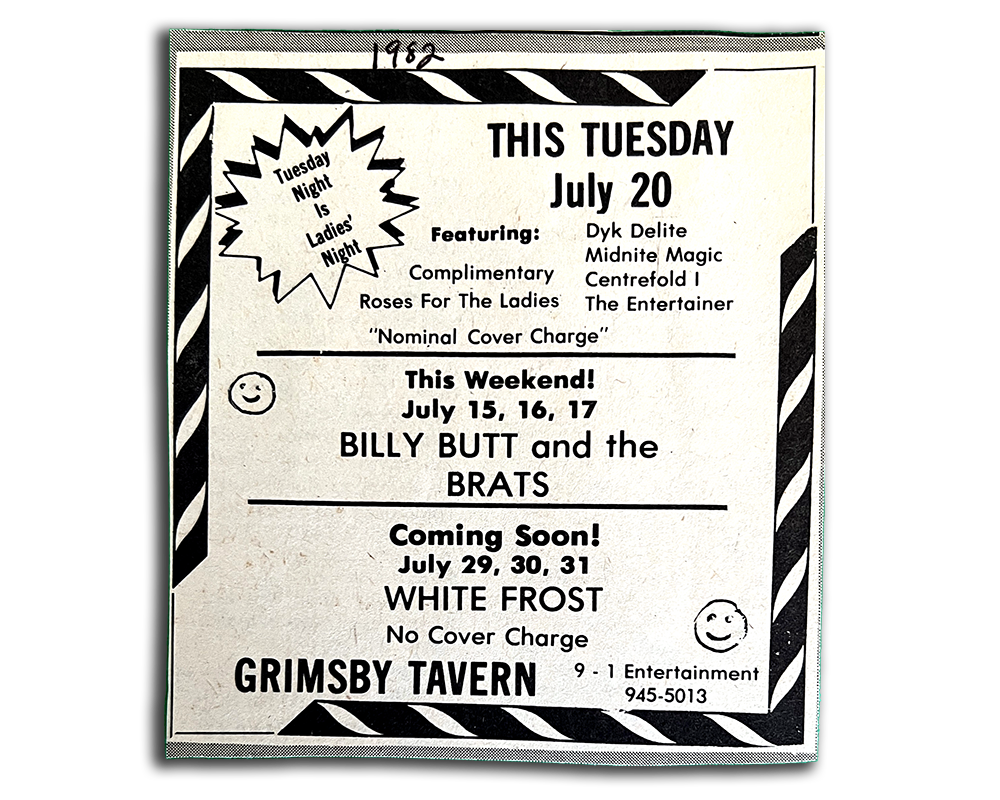 1982
Tuesday
Night
Is
Ladies'
Night
THIS TUESDAY
July 20
Featuring:
Complimentary
Roses For The Ladies
Dyk Delite
Midnite Magic
Centrefold I
The Entertainer
"Nominal Cover Charge"
This Weekend!
July 15, 16, 17
BILLY BUTT and the
BRATS
Coming Soon!
July 29, 30, 31
WHITE FROST
No Cover Charge
GRIMSBY TAVERN
9 - 1 Entertainment
945-5013